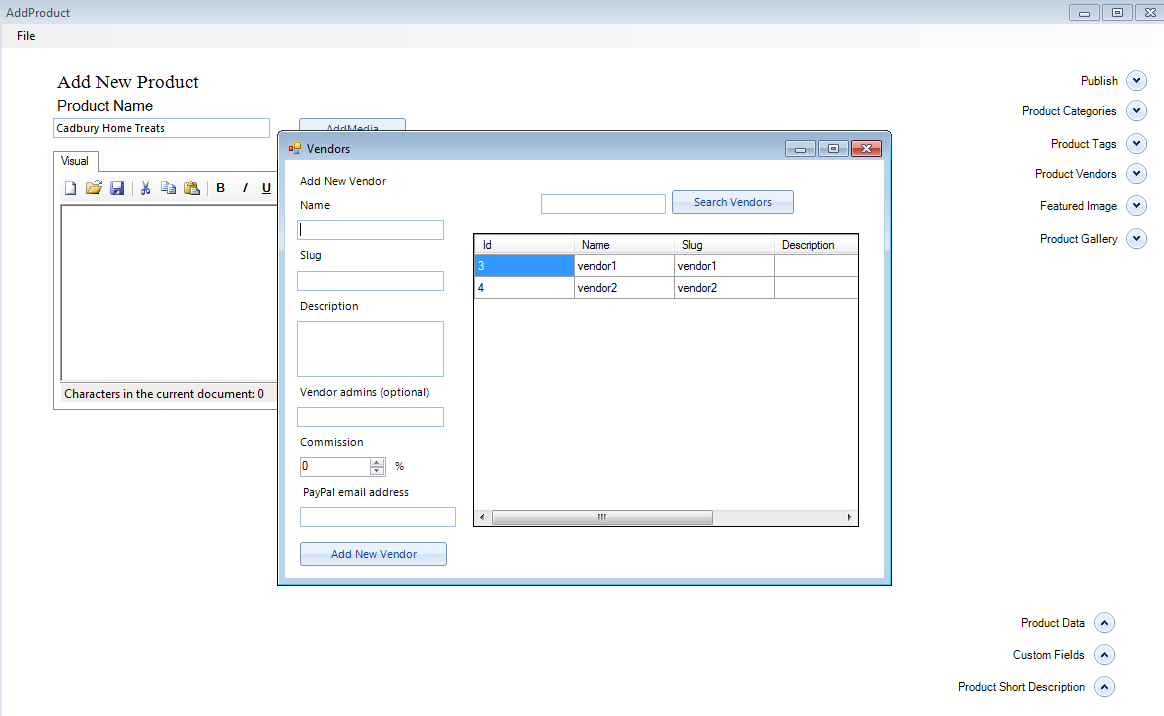 AddProduct
File
Add New Product
Product Name
Cadbury Home Treats
AddMedia
Visual
B I U
Characters in the current document: 0
Vendors
Add New Vendor
Name
Slug
Description
Vendor admins (optional)
Commission
0 %
PayPal email address
Add New Vendor
Search Vendors
Id Name Slug Description
3 vendor1 vendor1
4 vendor2 vendor2
Publish
Product Categories
Product Tags
Product Vendors
Featured Image
Product Gallery
Product Data
Custom Fields
Product Short Description